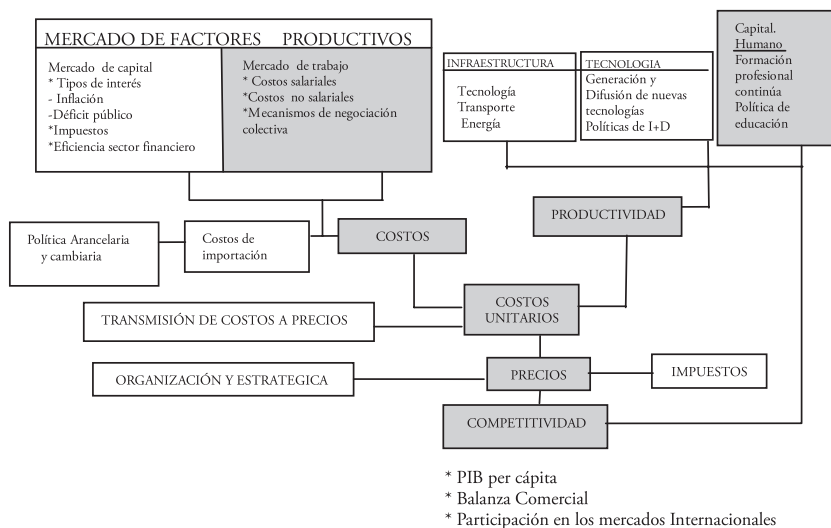 MERCADO DE FACTORES PRODUCTIVOS
Mercado de capital
* Tipos de interés
- Inflación
-Déficit público
*Impuestos
*Eficiencia sector financiero
Mercado de trabajo
* Costos salariales
*Costos no salariales
*Mecanismos de negociación
colectiva
INFRAESTRUCTURA
Tecnología
Transporte
Energía
TECNOLOGIA
Generación y
Difusión de nuevas
tecnologías
Políticas de I+D
Capital.
Humano
Formación
profesional
continúa
Política de
educación
PRODUCTIVIDAD
Política Arancelaria
y cambiaria
Costos de
importación
COSTOS
COSTOS
UNITARIOS
TRANSMISIÓN DE COSTOS A PRECIOS
ORGANIZACIÓN Y ESTRATEGICA
PRECIOS
IMPUESTOS
COMPETITIVIDAD
* PIB per cápita
* Balanza Comercial
* Participación en los mercados Internacionales